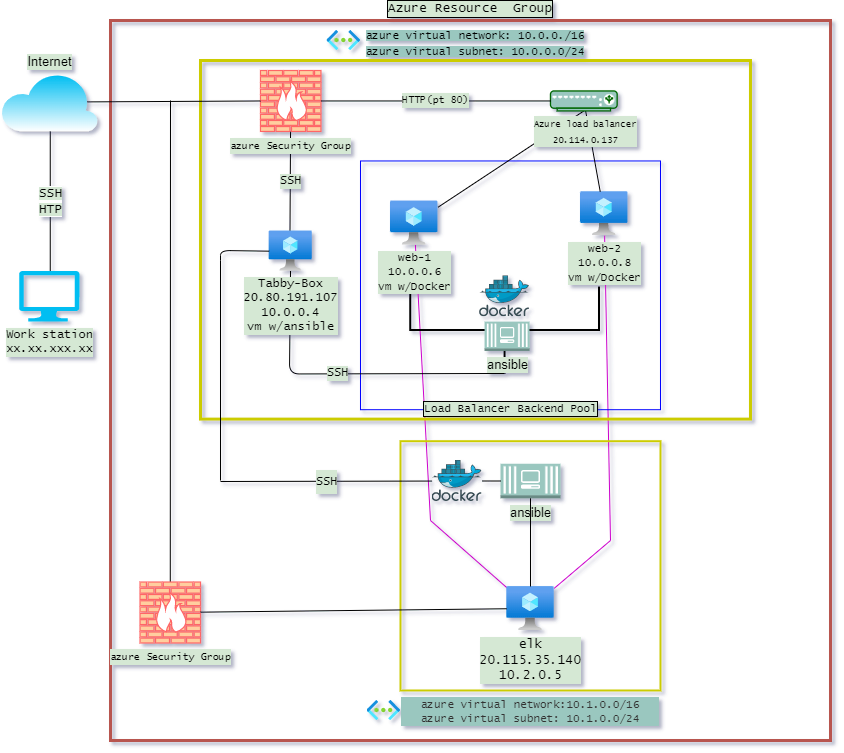 Azure Resource Group
azure virtual network: 10.0.0./16
azure virtual subnet: 10.0.0.0/24
Internet
HTTP(pt 80)
Azure load balancer
20.114.0.137
azure Security Group
SSH
SSH
HTP
web-1
10.0.0.6
vm w/Docker
web-2
10.0.0.8
vm w/Docker
Tabby-Box
20.80.191.107
10.0.0.4
vm w/ansible
docker
ansible
Work station
xx.xx.xxx.xx
SSH
Load Balancer Backend Pool
SSH
docker
ansible
azure Security Group
elk
20.115.35.140
10.2.0.5
azure virtual network:10.1.0.0/16
azure virtual subnet: 10.1.0.0/24